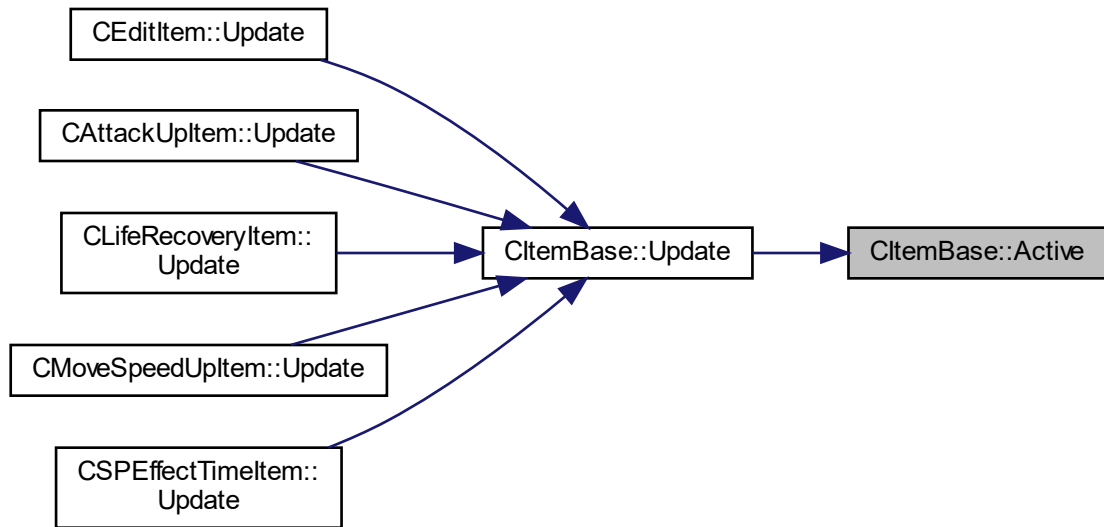 CEditItem::Update
CAttackUpItem::Update
CLifeRecoveryItem::
Update
CItemBase::Update
CItemBase::Active
CMoveSpeedUpItem::Update
CSPEffectTimeItem::
Update